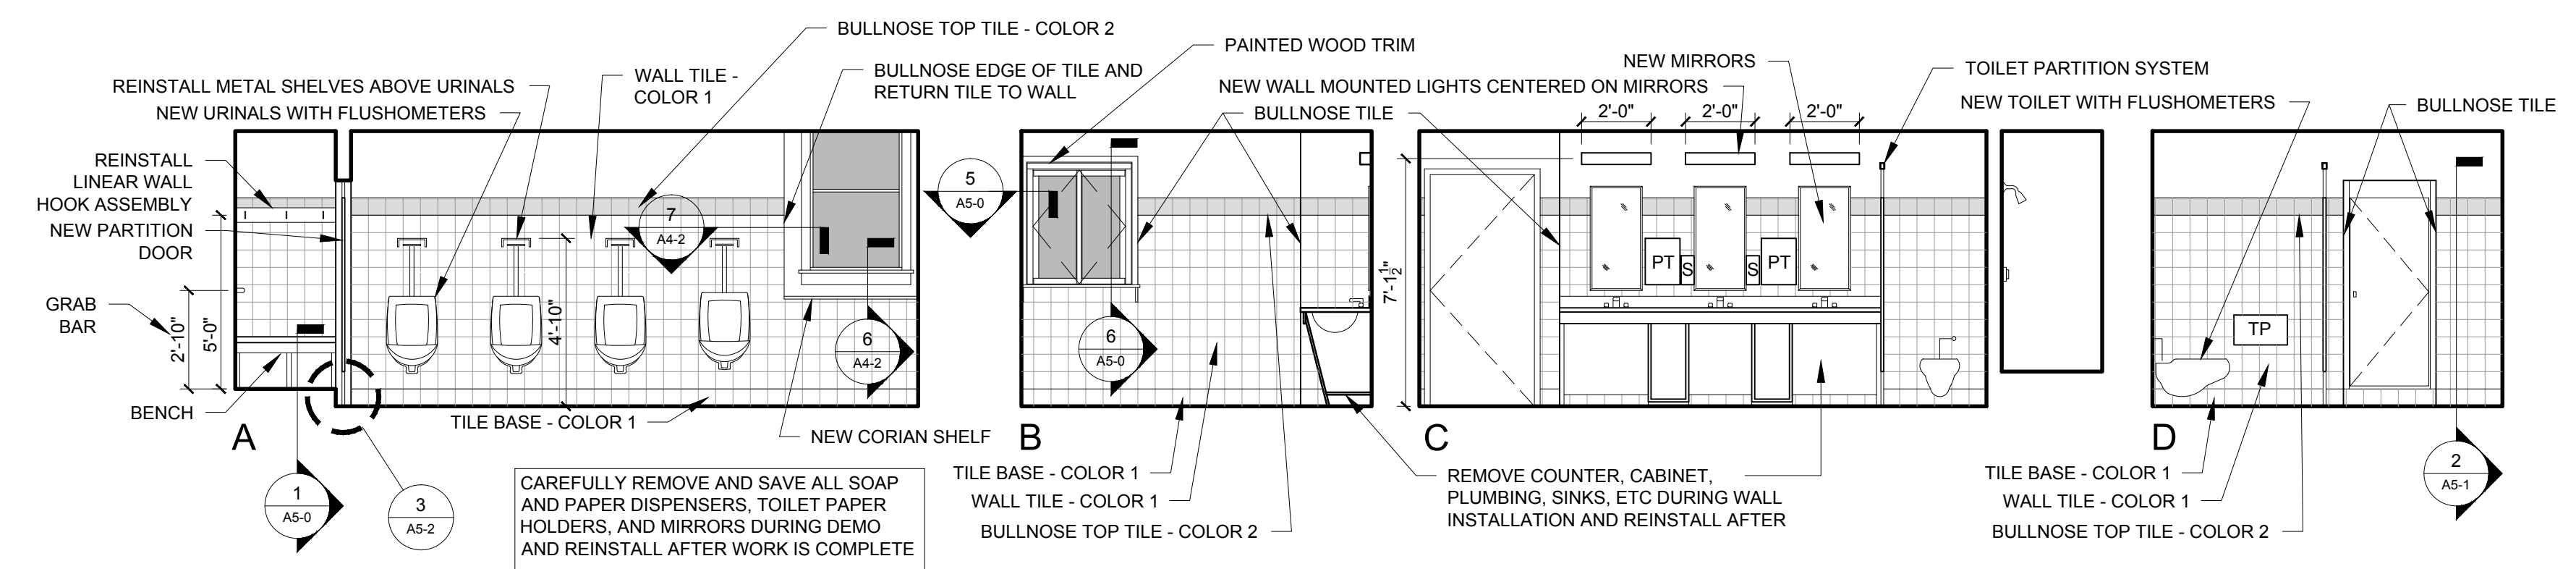 BULLNOSE TOP TILE - COLOR 2
WALL TILE -
COLOR 1
BULLNOSE EDGE OF TILE AND
RETURN TILE TO WALL
REINSTALL METAL SHELVES ABOVE URINALS
NEW URINALS WITH FLUSHOMETERS
REINSTALL
LINEAR WALL
HOOK ASSEMBLY
NEW PARTITION
DOOR
GRAB
BAR
2'-10"
5'-0"
4'-10"
7
A4-2
6
A4-2
BENCH
A
TILE BASE - COLOR 1
NEW CORIAN SHELF
1
A5-0
3
A5-2
CAREFULLY REMOVE AND SAVE ALL SOAP
AND PAPER DISPENSERS, TOILET PAPER
HOLDERS, AND MIRRORS DURING DEMO
AND REINSTALL AFTER WORK IS COMPLETE
PAINTED WOOD TRIM
NEW WALL MOUNTED LIGHTS CENTERED ON MIRRORS
BULLNOSE TILE
5
A5-0
6
A5-0
B
TILE BASE - COLOR 1
WALL TILE - COLOR 1
BULLNOSE TOP TILE - COLOR 2
NEW MIRRORS
TOILET PARTITION SYSTEM
2'-0"
2'-0"
2'-0"
7'-1 1/2"
PT
S
S
PT
C
REMOVE COUNTER, CABINET,
PLUMBING, SINKS, ETC DURING WALL
INSTALLATION AND REINSTALL AFTER
NEW TOILET WITH FLUSHOMETERS
BULLNOSE TILE
TP
D
TILE BASE - COLOR 1
WALL TILE - COLOR 1
BULLNOSE TOP TILE - COLOR 2
2
A5-1